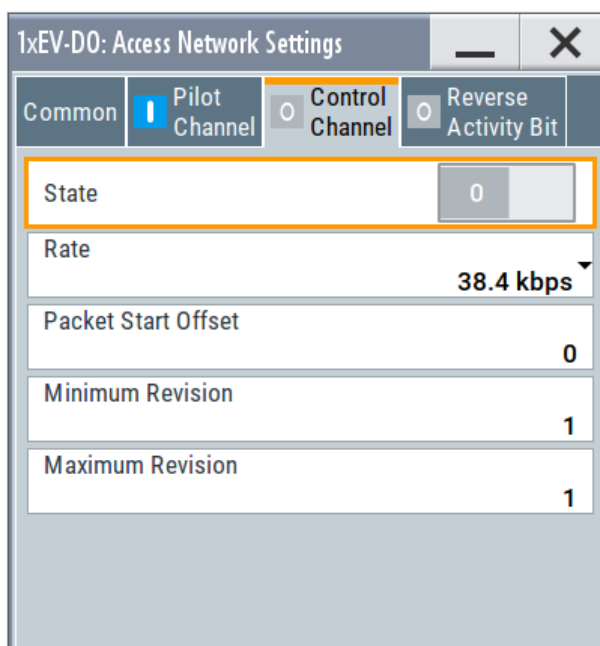 1xEV-DO: Access Network Settings
Common
Pilot
Channel
Control
Channel
Reverse
Activity Bit
State
0
Rate
38.4 kbps
Packet Start Offset
0
Minimum Revision
1
Maximum Revision
1